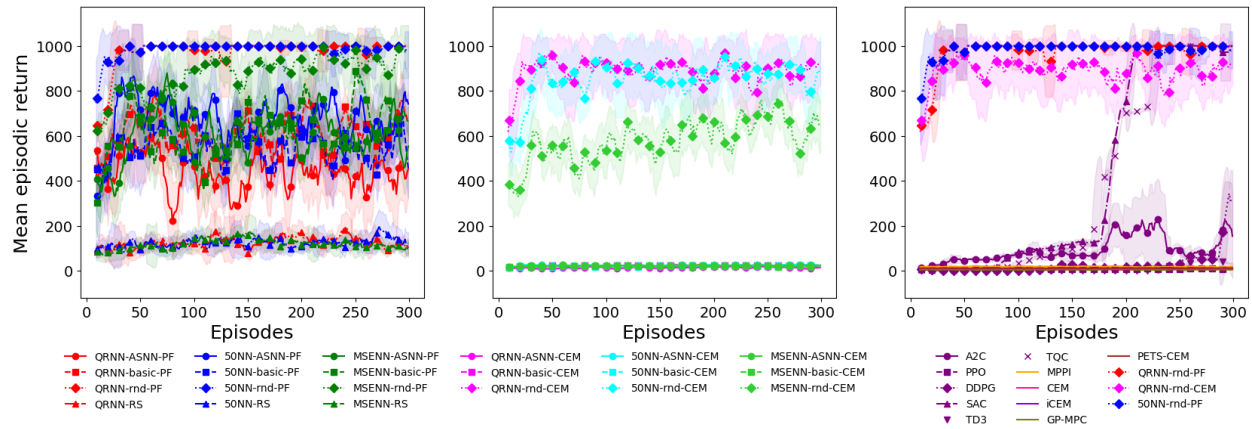 Mean episodic return
1000
800
600
400
200
0
0 50 100 150 200 250 300
Episodes
1000
800
600
400
200
0
0 50 100 150 200 250 300
Episodes
1000
800
600
400
200
0
0 50 100 150 200 250 300
Episodes
QRNN-ASNN-PF 50NN-ASNN-PF MSENN-ASNN-PF
QRNN-basic-PF 50NN-basic-PF MSENN-basic-PF
QRNN-rnd-PF 50NN-rnd-PF MSENN-rnd-PF
QRNN-RS 50NN-RS MSENN-RS
QRNN-ASNN-CEM 50NN-ASNN-CEM MSENN-ASNN-CEM
QRNN-basic-CEM 50NN-basic-CEM MSENN-basic-CEM
QRNN-rnd-CEM 50NN-rnd-CEM MSENN-rnd-CEM
A2C TQC PETS-CEM
PPO MPPI QRNN-rnd-PF
DDPG CEM QRNN-rnd-CEM
SAC iCEM 50NN-rnd-PF
TD3 GP-MPC